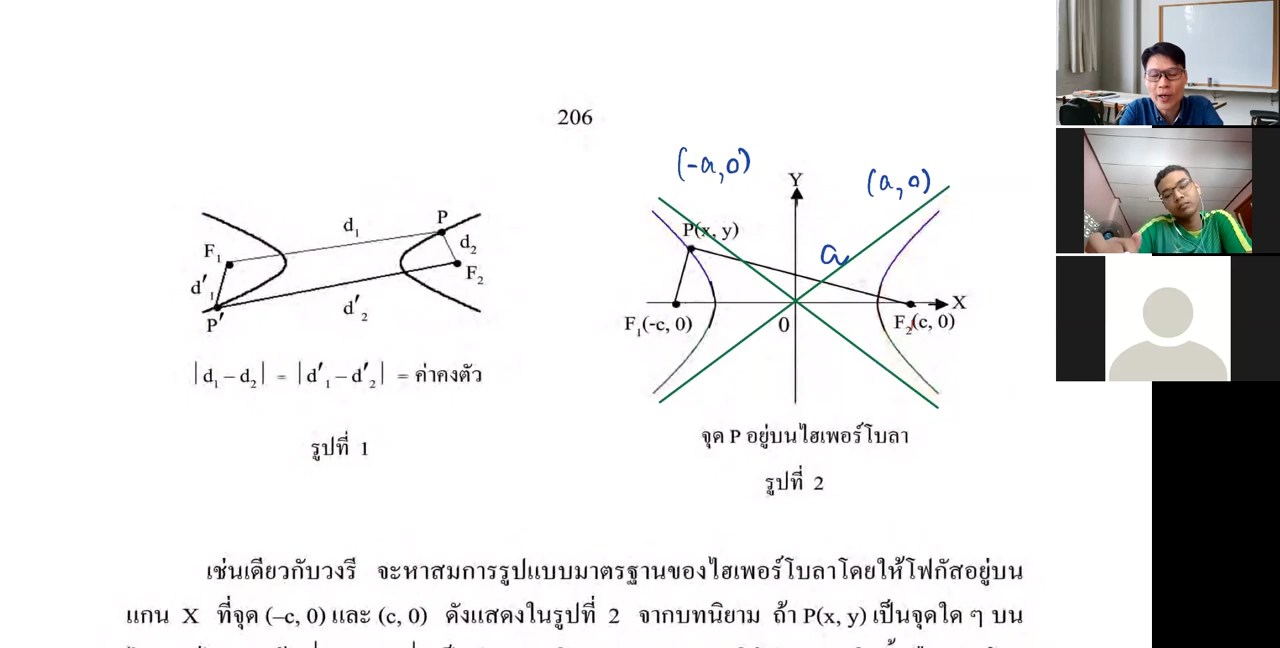 206
(-a,0)
(a,0)
Y
P
d₁
P(x, y)
F₁
d₂
a
F₂
d′₁
d′₂
X
P′
F₁(-c, 0)
0
F₂(c, 0)
|d₁ – d₂| = |d′₁ – d′₂| = ค่าคงตัว
จุด P อยู่บนไฮเพอร์โบลา
รูปที่ 1
รูปที่ 2
เช่นเดียวกับวงรี จะหาสมการรูปแบบมาตรฐานของไฮเพอร์โบลาโดยให้โฟกัสอยู่บน
แกน X ที่จุด (–c, 0) และ (c, 0) ดังแสดงในรูปที่ 2 จากบทนิยาม ถ้า P(x, y) เป็นจุดใด ๆ บน